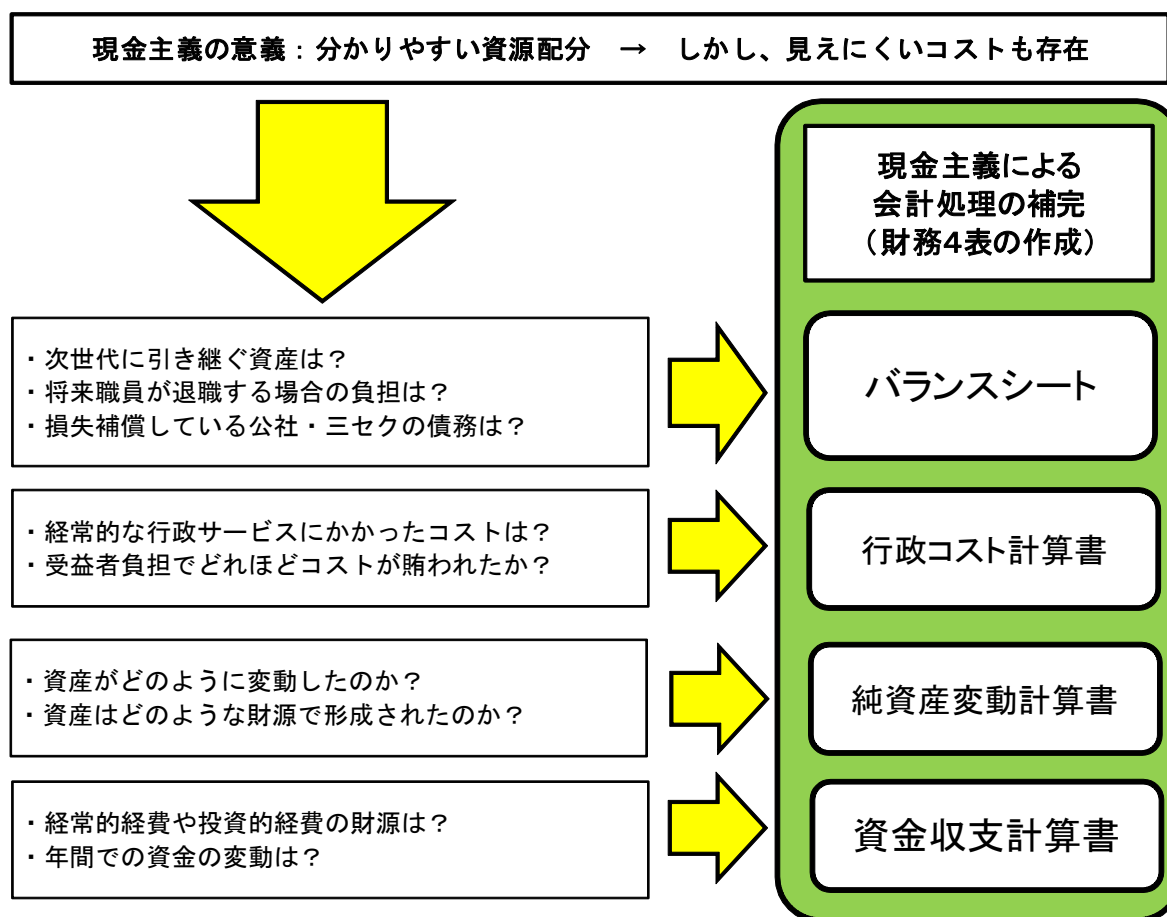 現金主義の意義：分かりやすい資源配分　→　しかし、見えにくいコストも存在
現金主義による
会計処理の補完
（財務4表の作成）
・次世代に引き継ぐ資産は？
・将来職員が退職する場合の負担は？
・損失補償している公社・三セクの債務は？
バランスシート
・経常的な行政サービスにかかったコストは？
・受益者負担でどれほどコストが賄われたか？
行政コスト計算書
・資産がどのように変動したのか？
・資産はどのような財源で形成されたのか？
純資産変動計算書
・経常的経費や投資的経費の財源は？
・年間での資金の変動は？
資金収支計算書